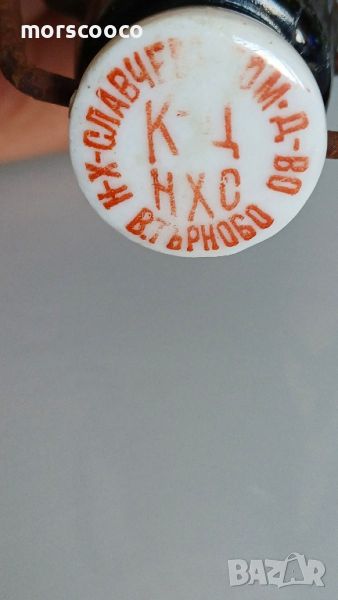 morscooco
Н-Х-СЛАВЧЕ ОМ-Д-ВО
К Ц
НХС
В.ТЪРНОВО
BAZAR